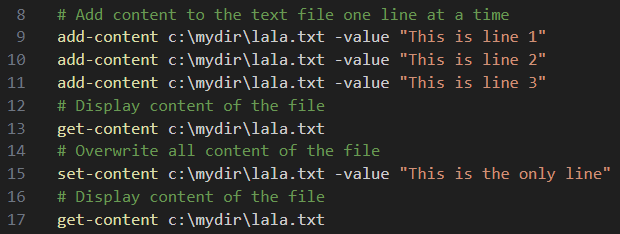 8 # Add content to the text file one line at a time
9 add-content c:\mydir\lala.txt -value "This is line 1"
10 add-content c:\mydir\lala.txt -value "This is line 2"
11 add-content c:\mydir\lala.txt -value "This is line 3"
12 # Display content of the file
13 get-content c:\mydir\lala.txt
14 # Overwrite all content of the file
15 set-content c:\mydir\lala.txt -value "This is the only line"
16 # Display content of the file
17 get-content c:\mydir\lala.txt